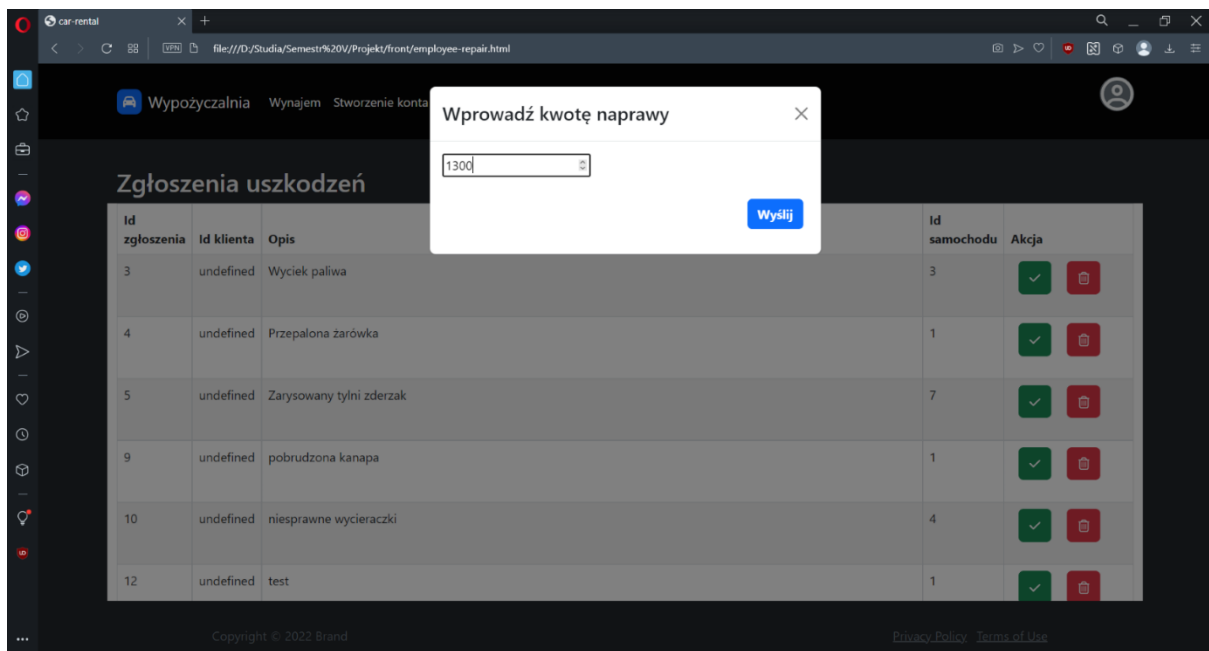 car-rental
VPN
file:///D:/Studia/Semestr%20V/Projekt/front/employee-repair.html
Wypożyczalnia Wynajem Stworzenie konta
Wprowadź kwotę naprawy
1300
Wyślij
Zgłoszenia uszkodzeń
Id zgłoszenia Id klienta Opis Id samochodu Akcja
3 undefined Wyciek paliwa 3
4 undefined Przepalona żarówka 1
5 undefined Zarysowany tylni zderzak 7
9 undefined pobrudzona kanapa 1
10 undefined niesprawne wycieraczki 4
12 undefined test 1
Copyright © 2022 Brand Privacy Policy Terms of Use